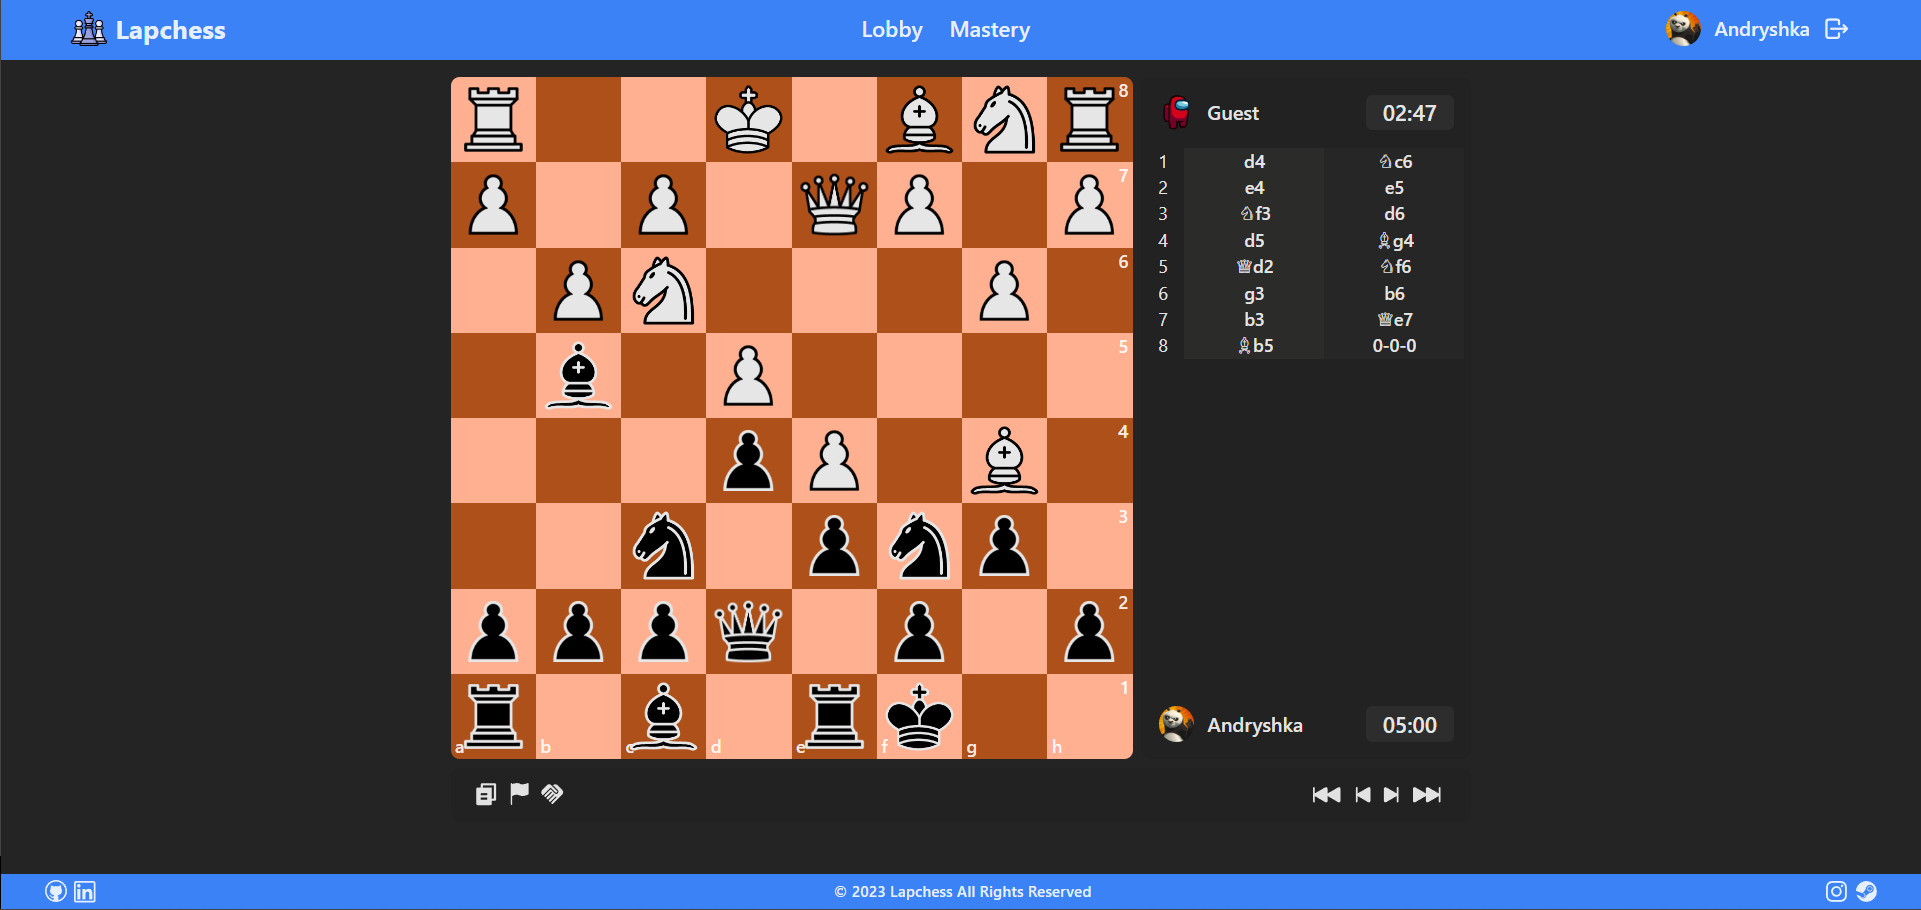 Lapchess
Lobby Mastery
Andryshka
8
7
6
5
4
3
2
1
a b c d e f g h
Guest 02:47
1 d4 ♘c6
2 e4 e5
3 ♘f3 d6
4 d5 ♗g4
5 ♕d2 ♘f6
6 g3 b6
7 b3 ♕e7
8 ♗b5 0-0-0
Andryshka 05:00
in
© 2023 Lapchess All Rights Reserved